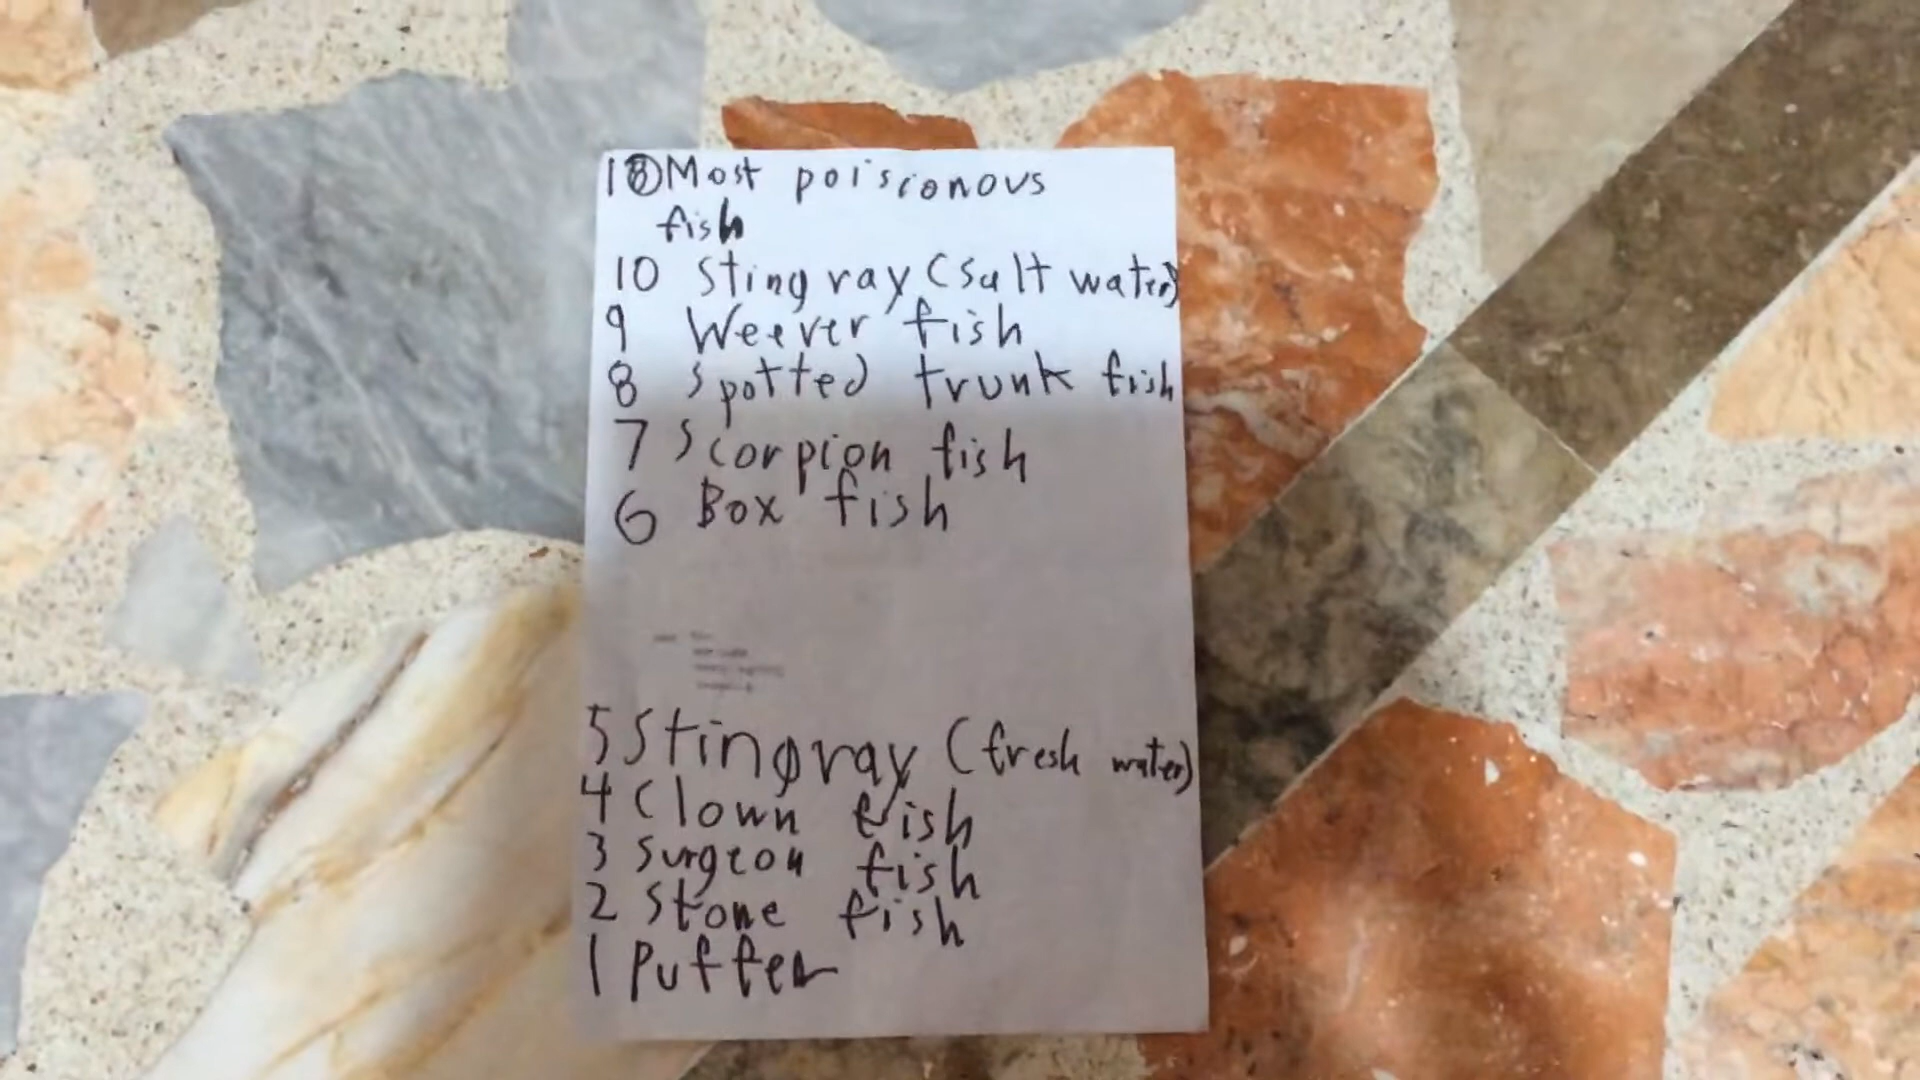 10 Most poisionous
fish
10 Sting ray (Salt water)
9 Weever fish
8 spotted trunk fish
7 Scorpion fish
6 Box fish
5 Stingray (fresh water)
4 Clown fish
3 surgeon fish
2 Stone fish
1 Puffer